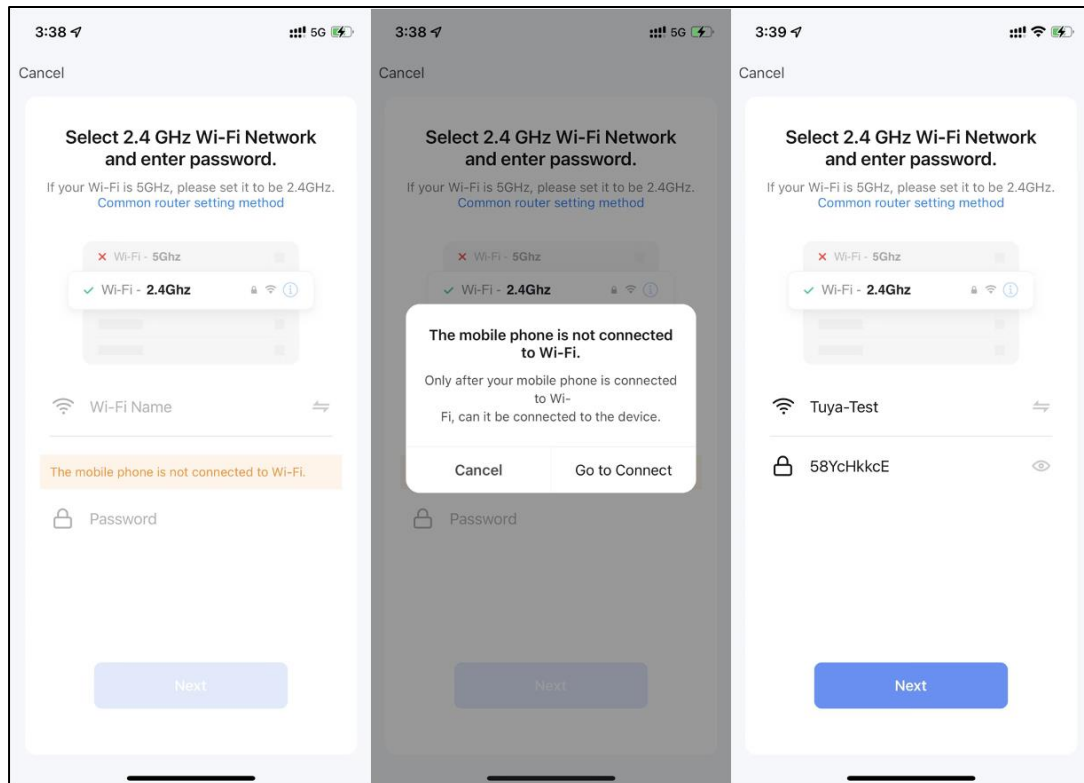 3:38
5G
Cancel
Select 2.4 GHz Wi-Fi Network
and enter password.
If your Wi-Fi is 5GHz, please set it to be 2.4GHz.
Common router setting method
Wi-Fi - 5Ghz
Wi-Fi - 2.4Ghz
Wi-Fi Name
The mobile phone is not connected to Wi-Fi.
Password
Next
3:38
5G
Cancel
Select 2.4 GHz Wi-Fi Network
and enter password.
If your Wi-Fi is 5GHz, please set it to be 2.4GHz.
Common router setting method
Wi-Fi - 5Ghz
Wi-Fi - 2.4Ghz
The mobile phone is not connected
to Wi-Fi.
Only after your mobile phone is connected
to Wi-
Fi, can it be connected to the device.
Cancel
Go to Connect
Password
Next
3:39
Cancel
Select 2.4 GHz Wi-Fi Network
and enter password.
If your Wi-Fi is 5GHz, please set it to be 2.4GHz.
Common router setting method
Wi-Fi - 5Ghz
Wi-Fi - 2.4Ghz
Tuya-Test
58YcHkkcE
Next